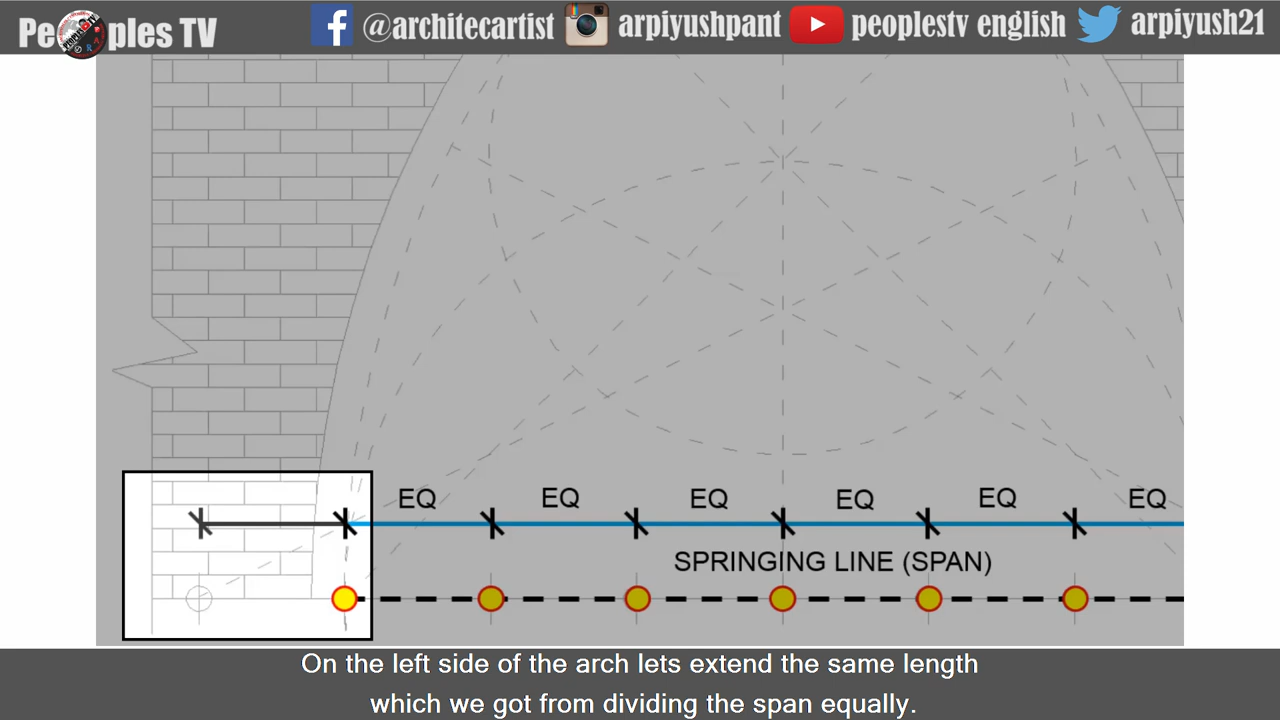 Peoples TV
@architecartist
arpiyushpant
peoplestv english
arpiyush21
EQ EQ EQ EQ EQ EQ
SPRINGING LINE (SPAN)
On the left side of the arch lets extend the same length
which we got from dividing the span equally.